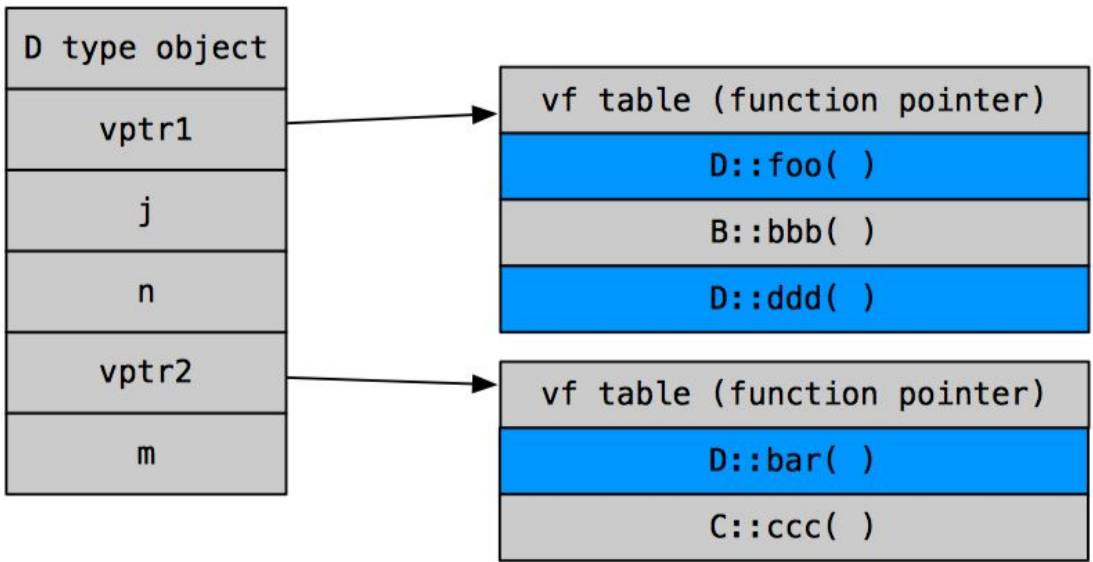 D type object
vptr1
j
n
vptr2
m
vf table (function pointer)
D::foo( )
B::bbb( )
D::ddd( )
vf table (function pointer)
D::bar( )
C::ccc( )